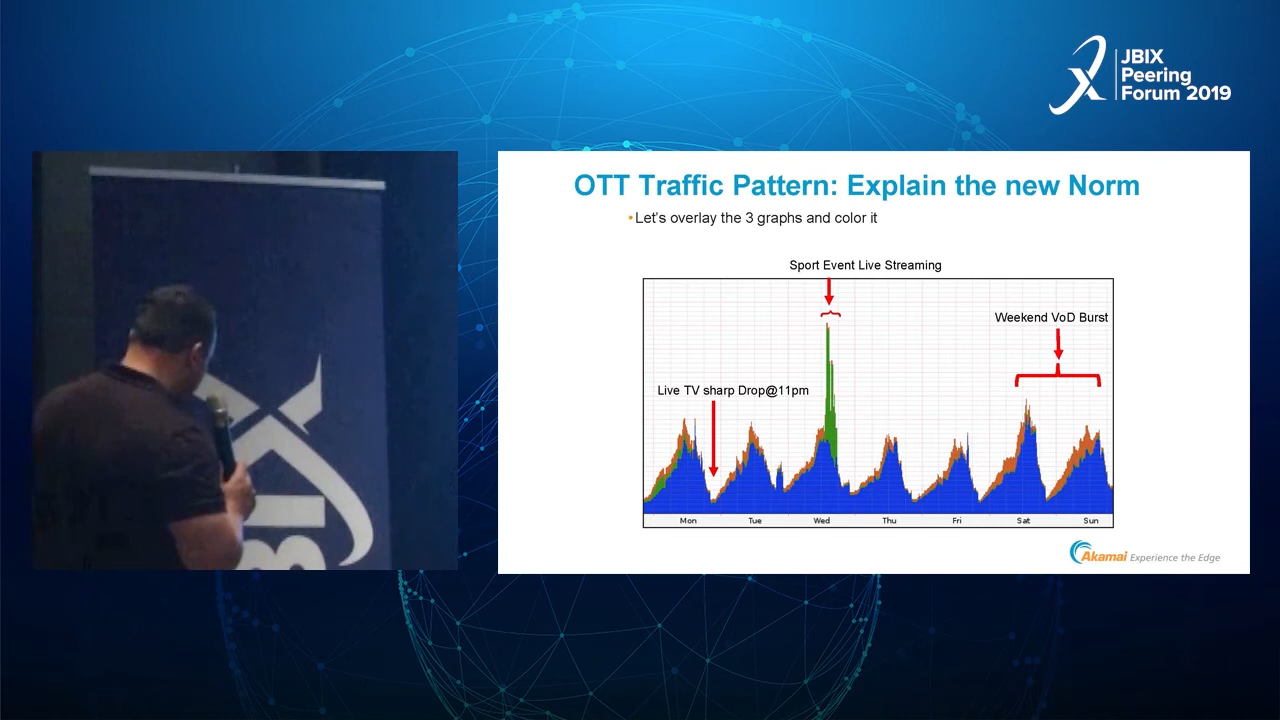 JBIX
Peering
Forum 2019
OTT Traffic Pattern: Explain the new Norm
•Let's overlay the 3 graphs and color it
Sport Event Live Streaming
Weekend VoD Burst
Live TV sharp Drop@11pm
Mon Tue Wed Thu Fri Sat Sun
Akamai Experience the Edge